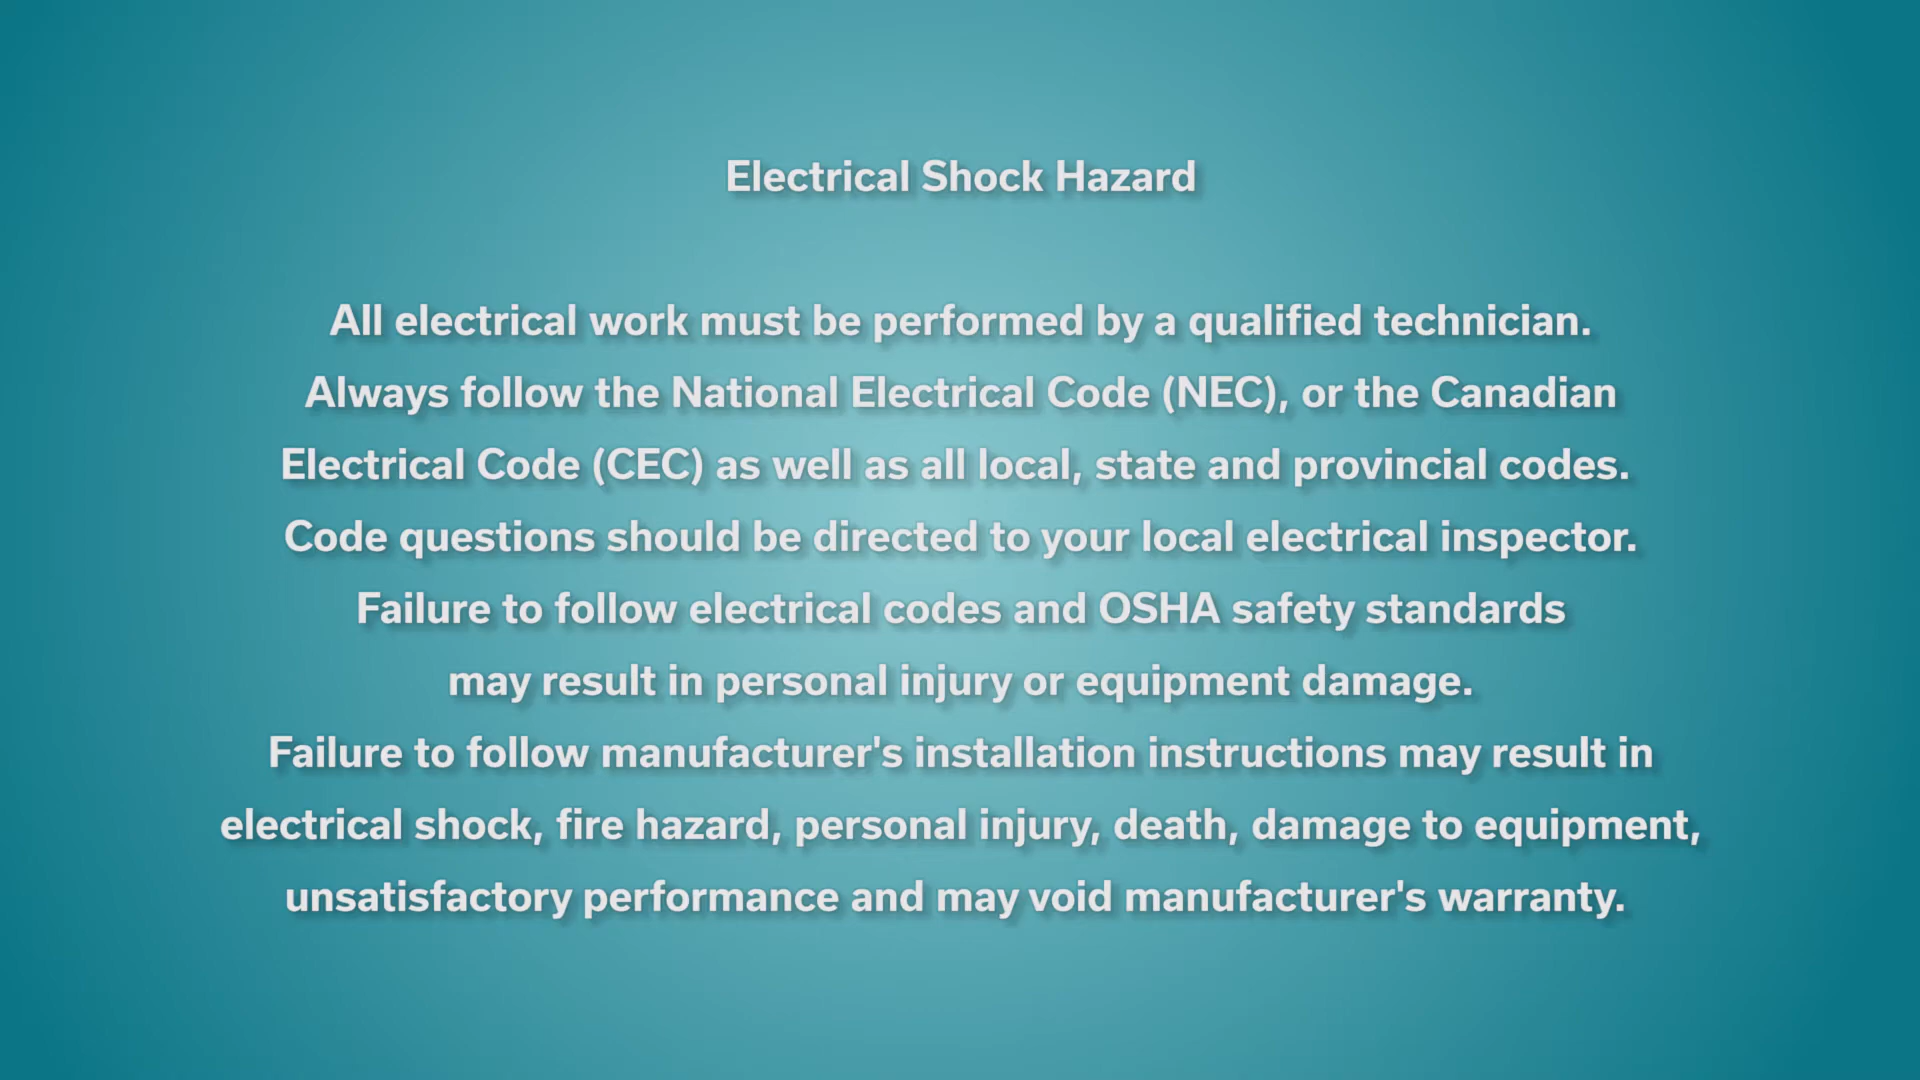 Electrical Shock Hazard
All electrical work must be performed by a qualified technician.
Always follow the National Electrical Code (NEC), or the Canadian
Electrical Code (CEC) as well as all local, state and provincial codes.
Code questions should be directed to your local electrical inspector.
Failure to follow electrical codes and OSHA safety standards
may result in personal injury or equipment damage.
Failure to follow manufacturer's installation instructions may result in
electrical shock, fire hazard, personal injury, death, damage to equipment,
unsatisfactory performance and may void manufacturer's warranty.